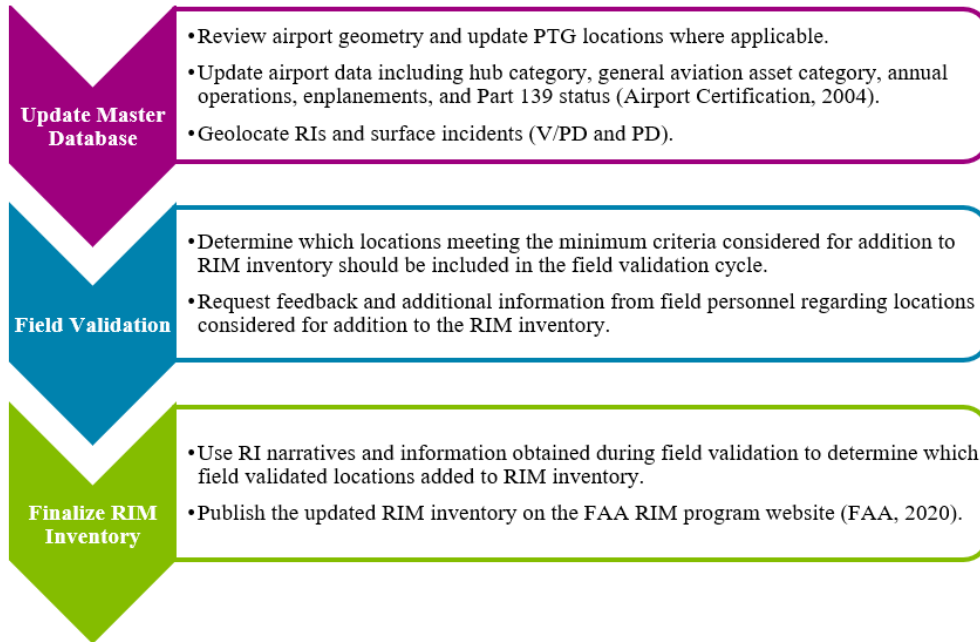 Update Master
Database
•Review airport geometry and update PTG locations where applicable.
•Update airport data including hub category, general aviation asset category, annual
operations, enplanements, and Part 139 status (Airport Certification, 2004).
•Geolocate RIs and surface incidents (V/PD and PD).
Field Validation
•Determine which locations meeting the minimum criteria considered for addition to
RIM inventory should be included in the field validation cycle.
•Request feedback and additional information from field personnel regarding locations
considered for addition to the RIM inventory.
Finalize RIM
Inventory
•Use RI narratives and information obtained during field validation to determine which
field validated locations added to RIM inventory.
•Publish the updated RIM inventory on the FAA RIM program website (FAA, 2020).